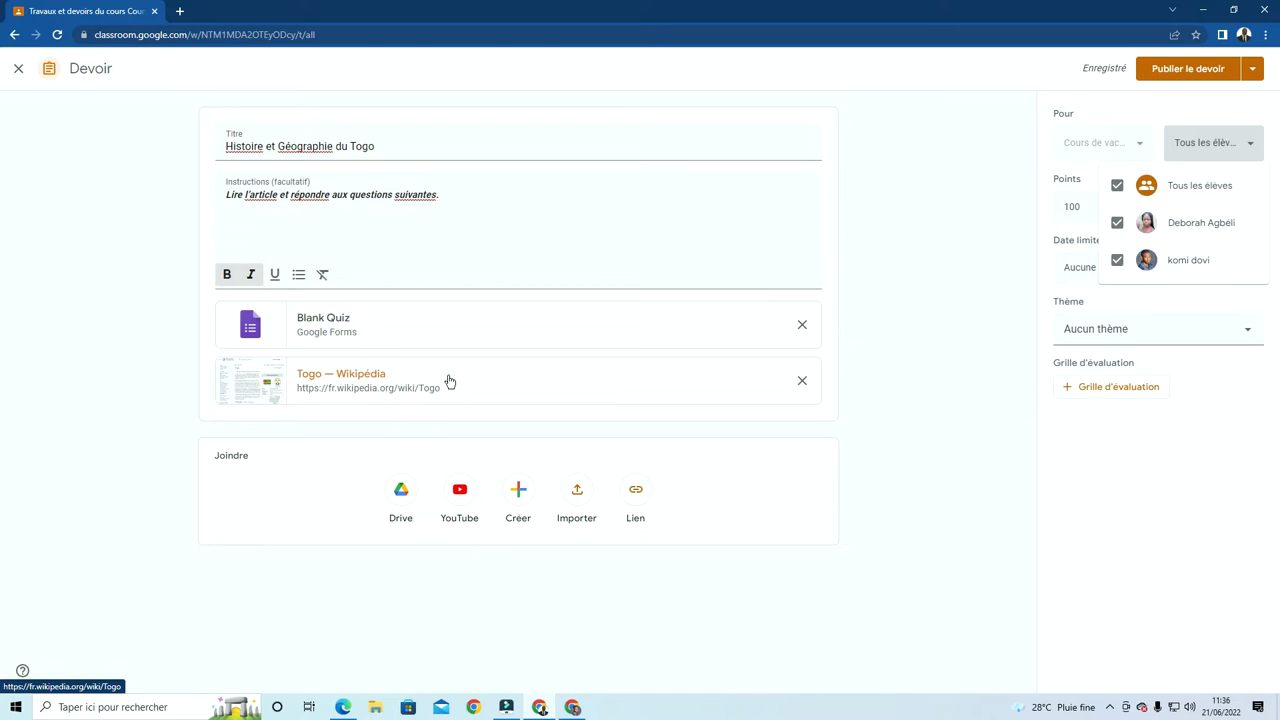 Travaux et devoirs du cours Cou
classroom.google.com/w/NTM1MDA2OTEyODcy/t/all
Devoir
Enregistré
Publier le devoir
Titre
Histoire et Géographie du Togo
Instructions (facultatif)
Lire l'article et répondre aux questions suivantes.
B I U
Blank Quiz
Google Forms
Togo — Wikipédia
https://fr.wikipedia.org/wiki/Togo
Joindre
Drive
YouTube
Créer
Importer
Lien
Pour
Cours de vac...
Tous les élèv...
Tous les élèves
Deborah Agbéli
komi dovi
Points
100
Date limite
Aucune
Thème
Aucun thème
Grille d'évaluation
Grille d'évaluation
https://fr.wikipedia.org/wiki/Togo
Taper ici pour rechercher
28°C Pluie fine
11:36
21/06/2022